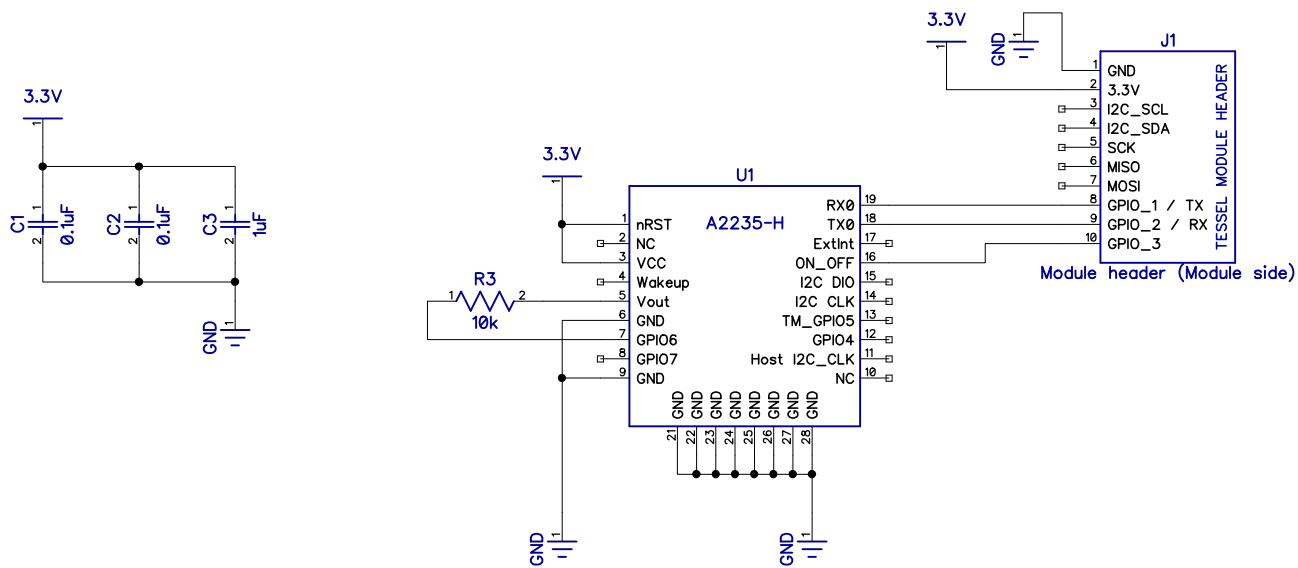 3.3V
1
C1
1
2
0.1uF
C2
1
2
0.1uF
C3
1
2
1uF
GND
1
R3
1
2
10k
3.3V
1
U1
A2235-H
1 nRST
2 NC
3 VCC
4 Wakeup
5 Vout
6 GND
7 GPIO6
8 GPIO7
9 GND
RX0 19
TX0 18
ExtInt 17
ON_OFF 16
I2C DIO 15
I2C CLK 14
TM_GPIO5 13
GPIO4 12
Host I2C_CLK 11
NC 10
GND GND GND GND GND GND GND GND
21 22 23 24 25 26 27 28
GND
1
GND
1
3.3V
1
GND
1
J1
1 GND
2 3.3V
3 I2C_SCL
4 I2C_SDA
5 SCK
6 MISO
7 MOSI
8 GPIO_1 / TX
9 GPIO_2 / RX
10 GPIO_3
TESSEL MODULE HEADER
Module header (Module side)